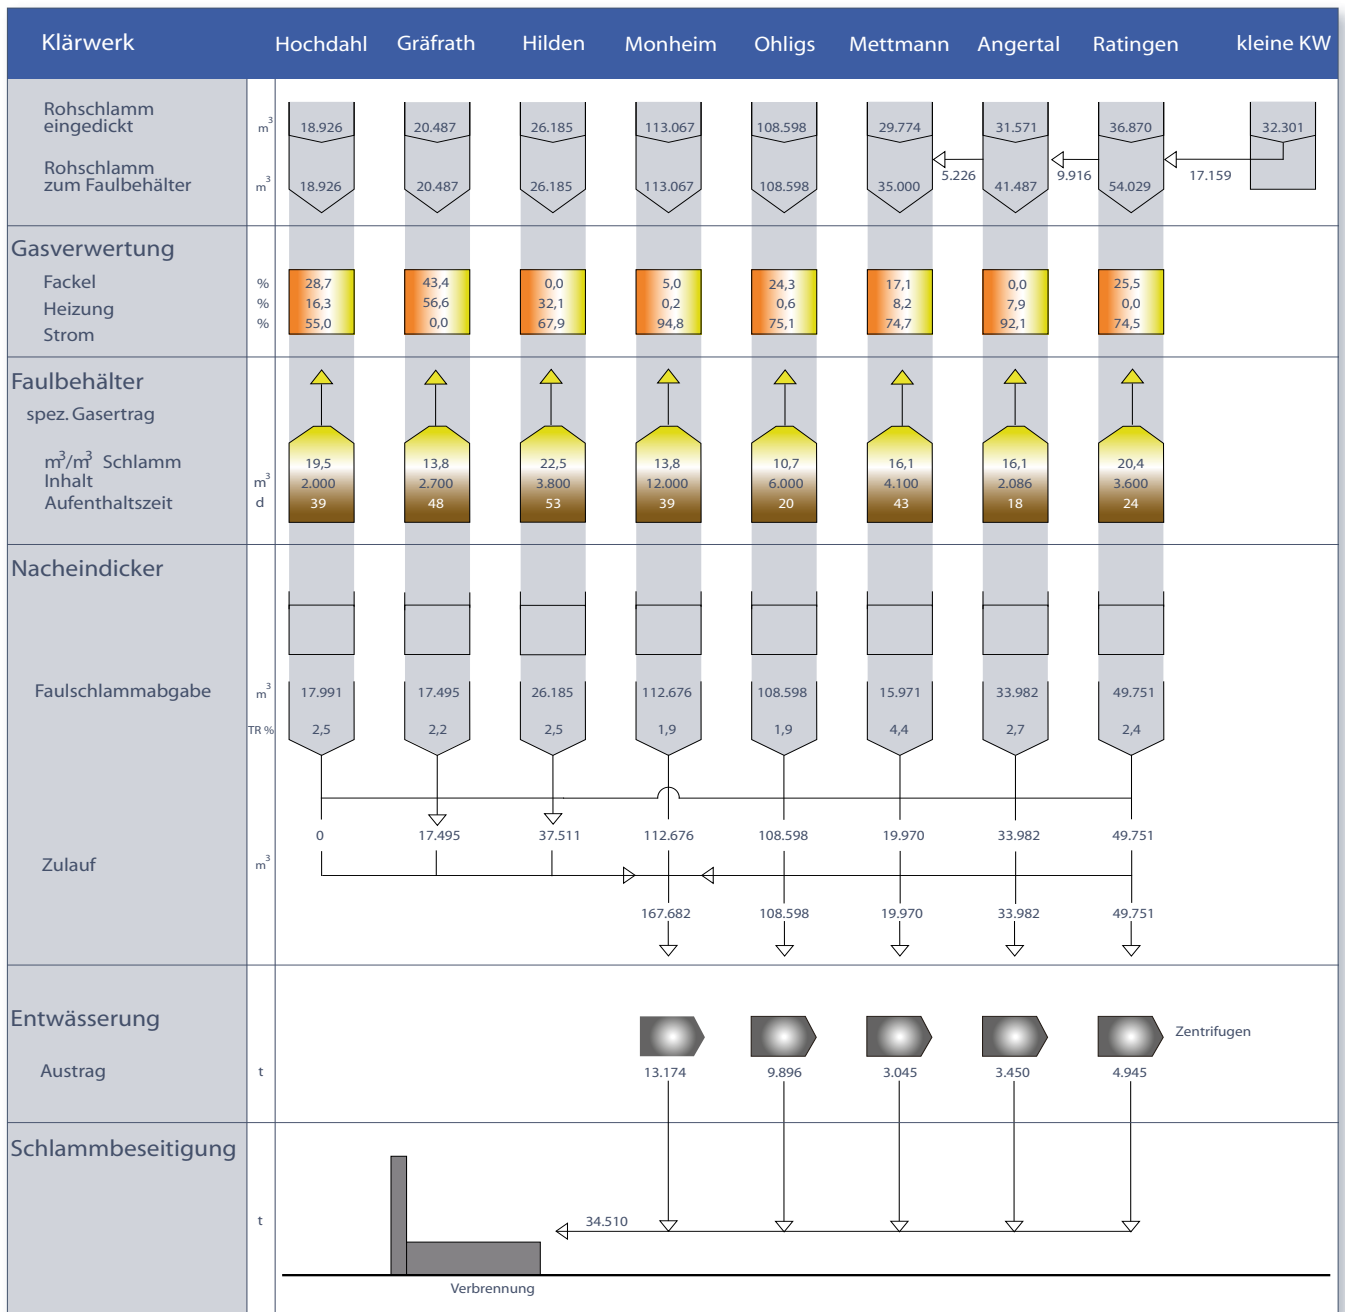 Klärwerk Hochdahl Gräfrath Hilden Monheim Ohligs Mettmann Angertal Ratingen kleine KW
Rohschlamm
eingedickt m³ 18.926 20.487 26.185 113.067 108.598 29.774 31.571 36.870 32.301
5.226 9.916 17.159
Rohschlamm
zum Faulbehälter m³ 18.926 20.487 26.185 113.067 108.598 35.000 41.487 54.029
Gasverwertung
Fackel % 28,7 43,4 0,0 5,0 24,3 17,1 0,0 25,5
Heizung % 16,3 56,6 32,1 0,2 0,6 8,2 7,9 0,0
Strom % 55,0 0,0 67,9 94,8 75,1 74,7 92,1 74,5
Faulbehälter
spez. Gasertrag
m³/m³ Schlamm 19,5 13,8 22,5 13,8 10,7 16,1 16,1 20,4
Inhalt m³ 2.000 2.700 3.800 12.000 6.000 4.100 2.086 3.600
Aufenthaltszeit d 39 48 53 39 20 43 18 24
Nacheindicker
Faulschlammabgabe m³ 17.991 17.495 26.185 112.676 108.598 15.971 33.982 49.751
TR % 2,5 2,2 2,5 1,9 1,9 4,4 2,7 2,4
0 17.495 37.511 112.676 108.598 19.970 33.982 49.751
Zulauf m³
167.682 108.598 19.970 33.982 49.751
Entwässerung
Zentrifugen
Austrag t 13.174 9.896 3.045 3.450 4.945
Schlammbeseitigung
t 34.510
Verbrennung